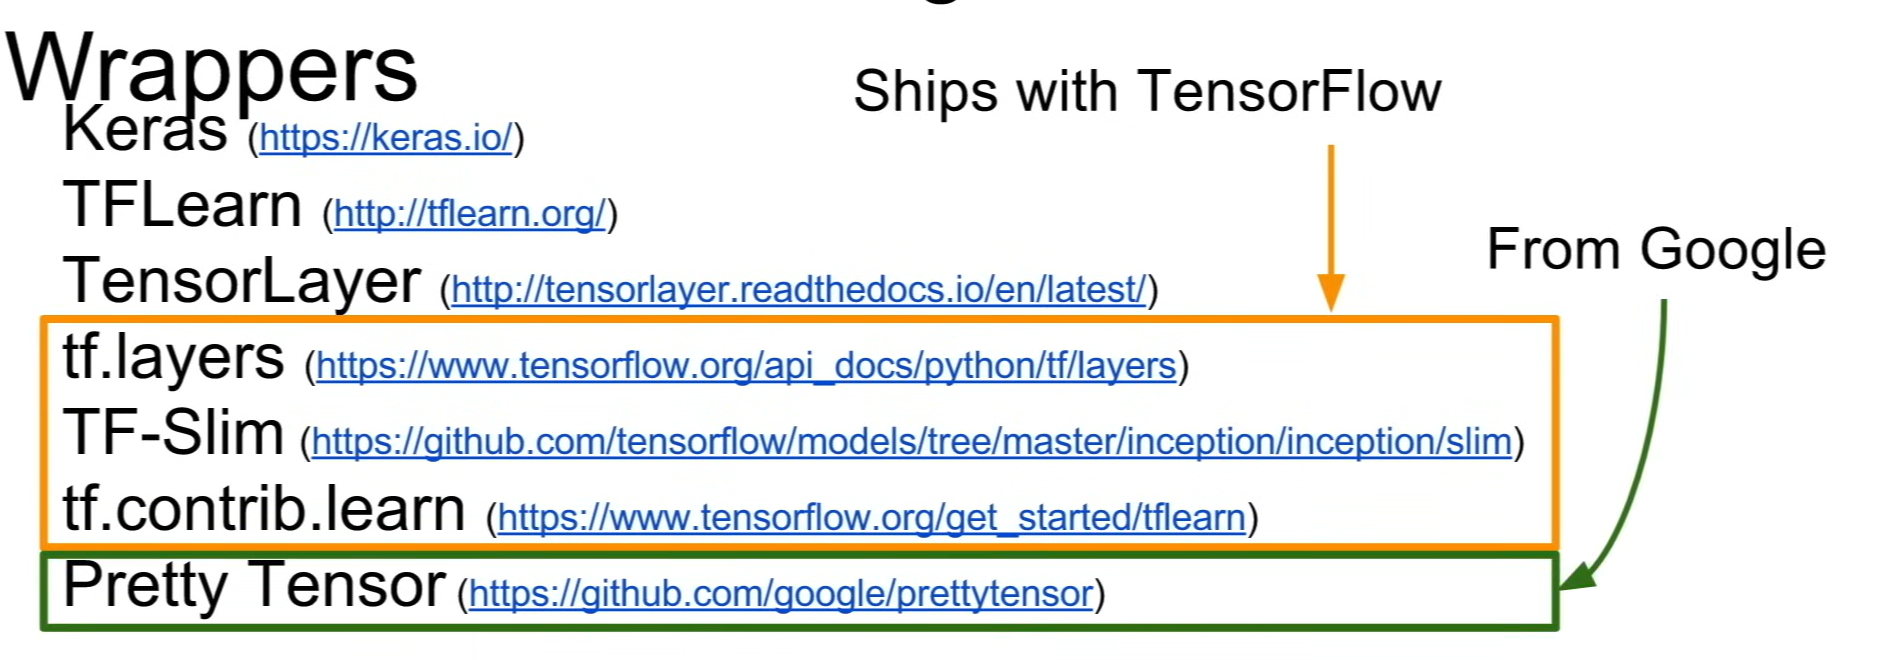 Wrappers
Ships with TensorFlow
Keras (https://keras.io/)
TFLearn (http://tflearn.org/)
From Google
TensorLayer (http://tensorlayer.readthedocs.io/en/latest/)
tf.layers (https://www.tensorflow.org/api_docs/python/tf/layers)
TF-Slim (https://github.com/tensorflow/models/tree/master/inception/inception/slim)
tf.contrib.learn (https://www.tensorflow.org/get_started/tflearn)
Pretty Tensor (https://github.com/google/prettytensor)